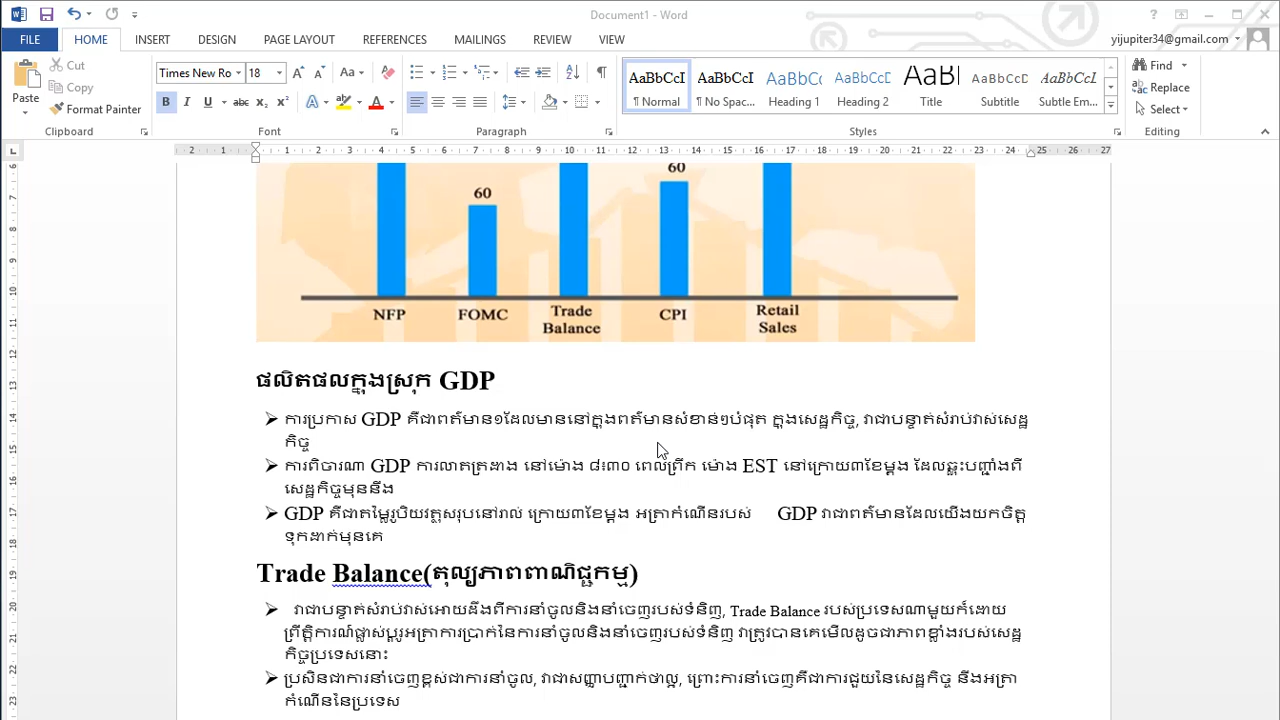 Document1 - Word
FILE HOME INSERT DESIGN PAGE LAYOUT REFERENCES MAILINGS REVIEW VIEW yijupiter34@gmail.com
Cut
Copy
Format Painter
Paste
Times New Ro 18
AaBbCcI AaBbCcI AaBbC AaBbCcI AaBl AaBbCcD AaBbCcI
¶ Normal ¶ No Spac... Heading 1 Heading 2 Title Subtitle Subtle Em...
Find
Replace
Select
Clipboard Font Paragraph Styles Editing
60 60
NFP FOMC Trade Balance CPI Retail Sales
ផលិតផលក្នុងស្រុក GDP
ការប្រកាស GDP គឺជាពត៌មាន១ដែលមាននៅក្នុងពត៌មានសំខាន់ៗបំផុត ក្នុងសេដ្ឋកិច្ច, វាជាបន្ទាត់សំរាប់វាស់សេដ្ឋ
កិច្ច
ការពិចារណា GDP ការលាតត្រដាង នៅម៉ោង ៨:៣០ ពេលព្រឹក ម៉ោង EST នៅក្រោយ៣ខែម្តង ដែលឆ្លុះបញ្ចាំងពី
សេដ្ឋកិច្ចមុននឹង
GDP គឺជាតម្លៃរូបិយវត្ថុសរុបនៅរាល់ ក្រោយ៣ខែម្តង អត្រាកំណើនរបស់ GDP វាជាពត៌មានដែលយើងយកចិត្ត
ទុកដាក់មុនគេ
Trade Balance(តុល្យភាពពាណិជ្ជកម្ម)
វាជាបន្ទាត់សំរាប់វាស់អោយដឹងពីការនាំចូលនិងនាំចេញរបស់ទំនិញ, Trade Balance របស់ប្រទេសណាមួយក៍ដោយ
ព្រឹត្តិការណ៍ផ្លាស់ប្តូរអត្រាការប្រាក់នៃការនាំចូលនិងនាំចេញរបស់ទំនិញ វាត្រូវបានគេមើលដូចជាភាពខ្លាំងរបស់សេដ្ឋ
កិច្ចប្រទេសនោះ
ប្រសិនជាការនាំចេញខ្ពស់ជាការនាំចូល, វាជាសញ្ញាបញ្ជាក់ថាល្អ, ព្រោះការនាំចេញគឺជាការជួយនៃសេដ្ឋកិច្ច នឹងអត្រា
កំណើននៃប្រទេស